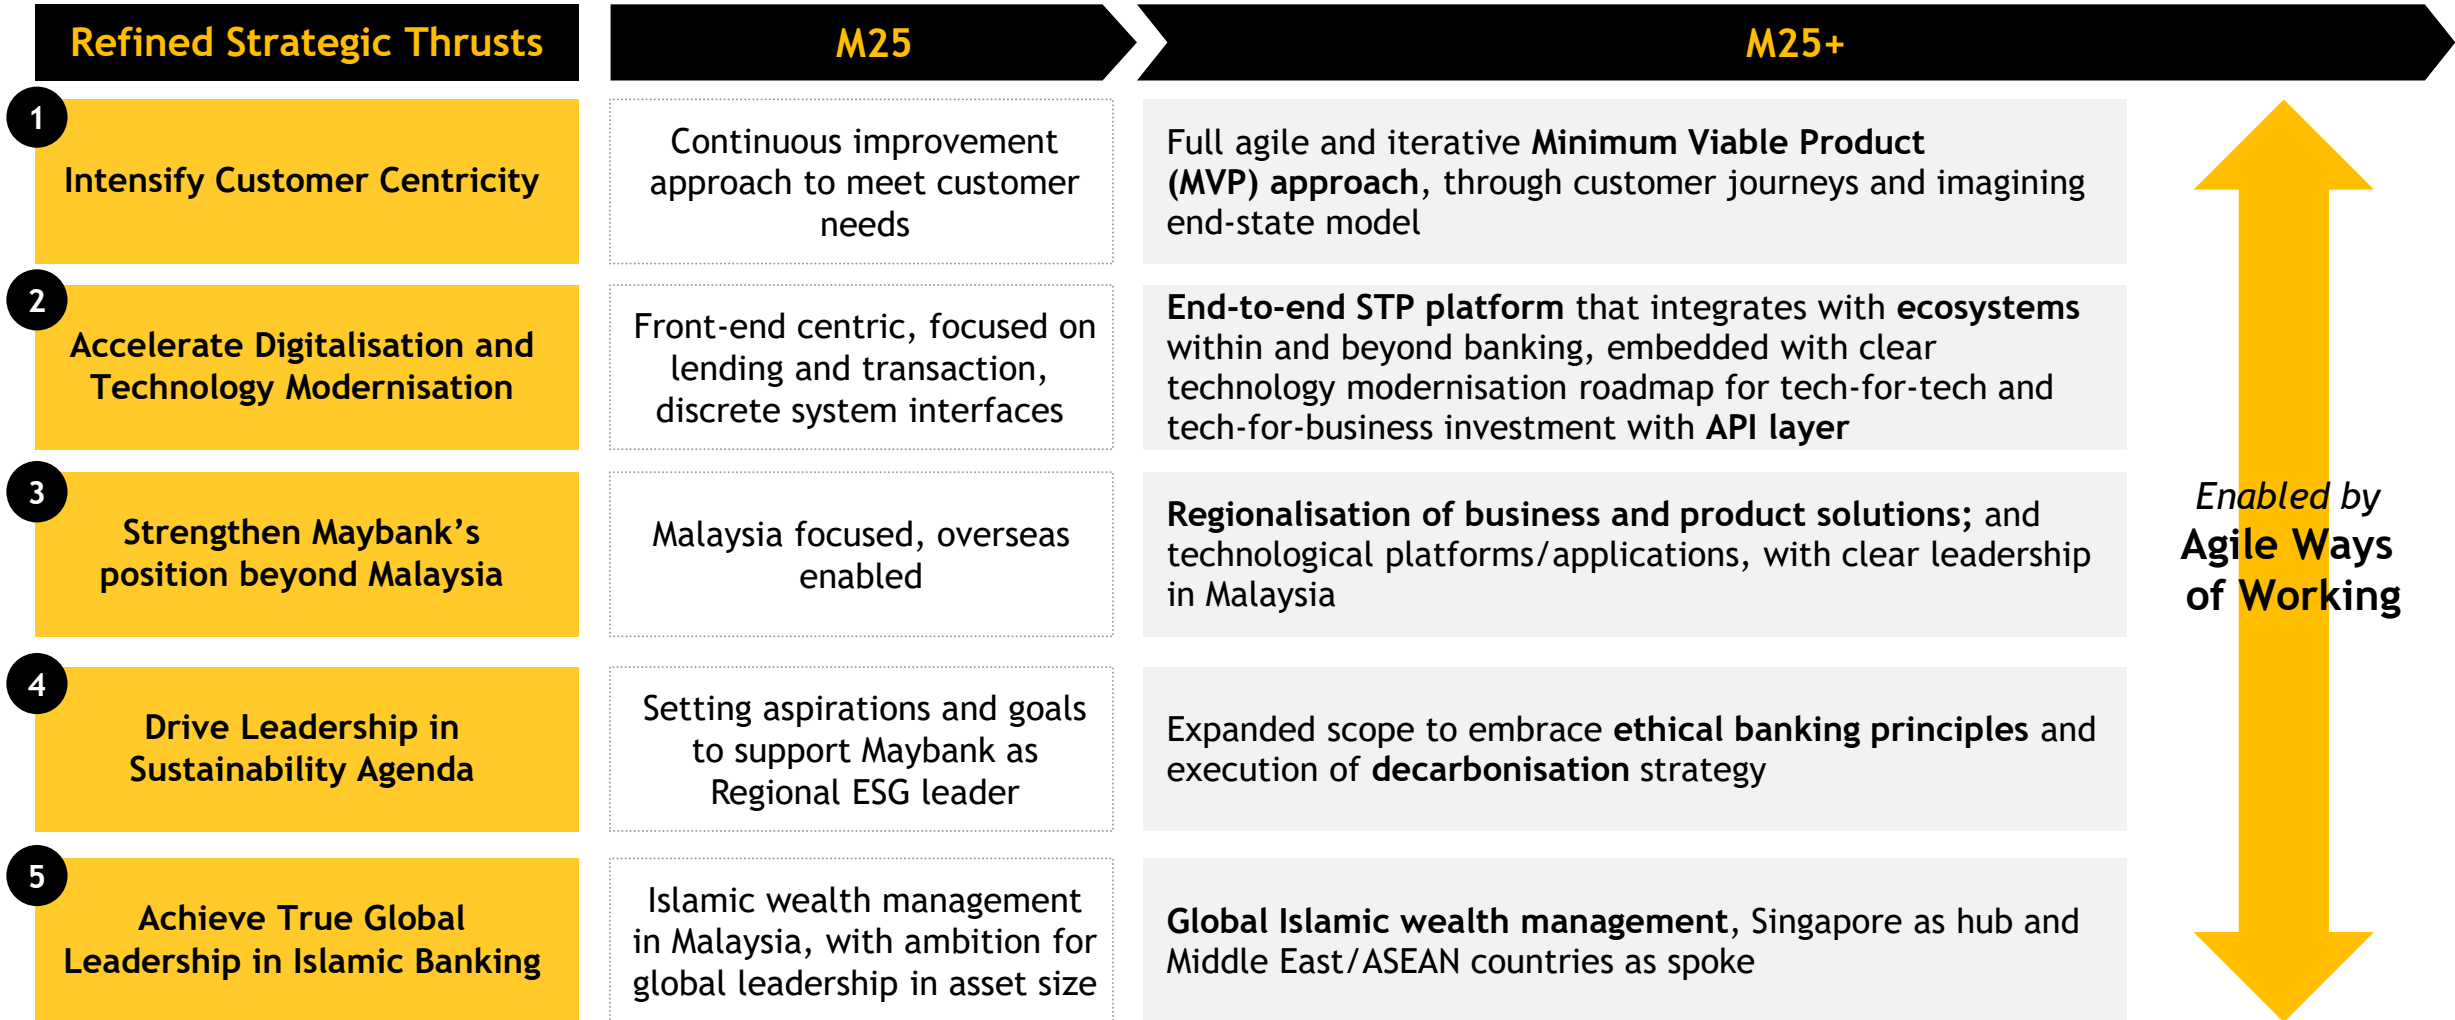 Refined Strategic Thrusts
M25
M25+
1
Intensify Customer Centricity
Continuous improvement
approach to meet customer
needs
Full agile and iterative Minimum Viable Product
(MVP) approach, through customer journeys and imagining
end-state model
2
Accelerate Digitalisation and
Technology Modernisation
Front-end centric, focused on
lending and transaction,
discrete system interfaces
End-to-end STP platform that integrates with ecosystems
within and beyond banking, embedded with clear
technology modernisation roadmap for tech-for-tech and
tech-for-business investment with API layer
3
Strengthen Maybank’s
position beyond Malaysia
Malaysia focused, overseas
enabled
Regionalisation of business and product solutions; and
technological platforms/applications, with clear leadership
in Malaysia
4
Drive Leadership in
Sustainability Agenda
Setting aspirations and goals
to support Maybank as
Regional ESG leader
Expanded scope to embrace ethical banking principles and
execution of decarbonisation strategy
5
Achieve True Global
Leadership in Islamic Banking
Islamic wealth management
in Malaysia, with ambition for
global leadership in asset size
Global Islamic wealth management, Singapore as hub and
Middle East/ASEAN countries as spoke
Enabled by
Agile Ways
of Working